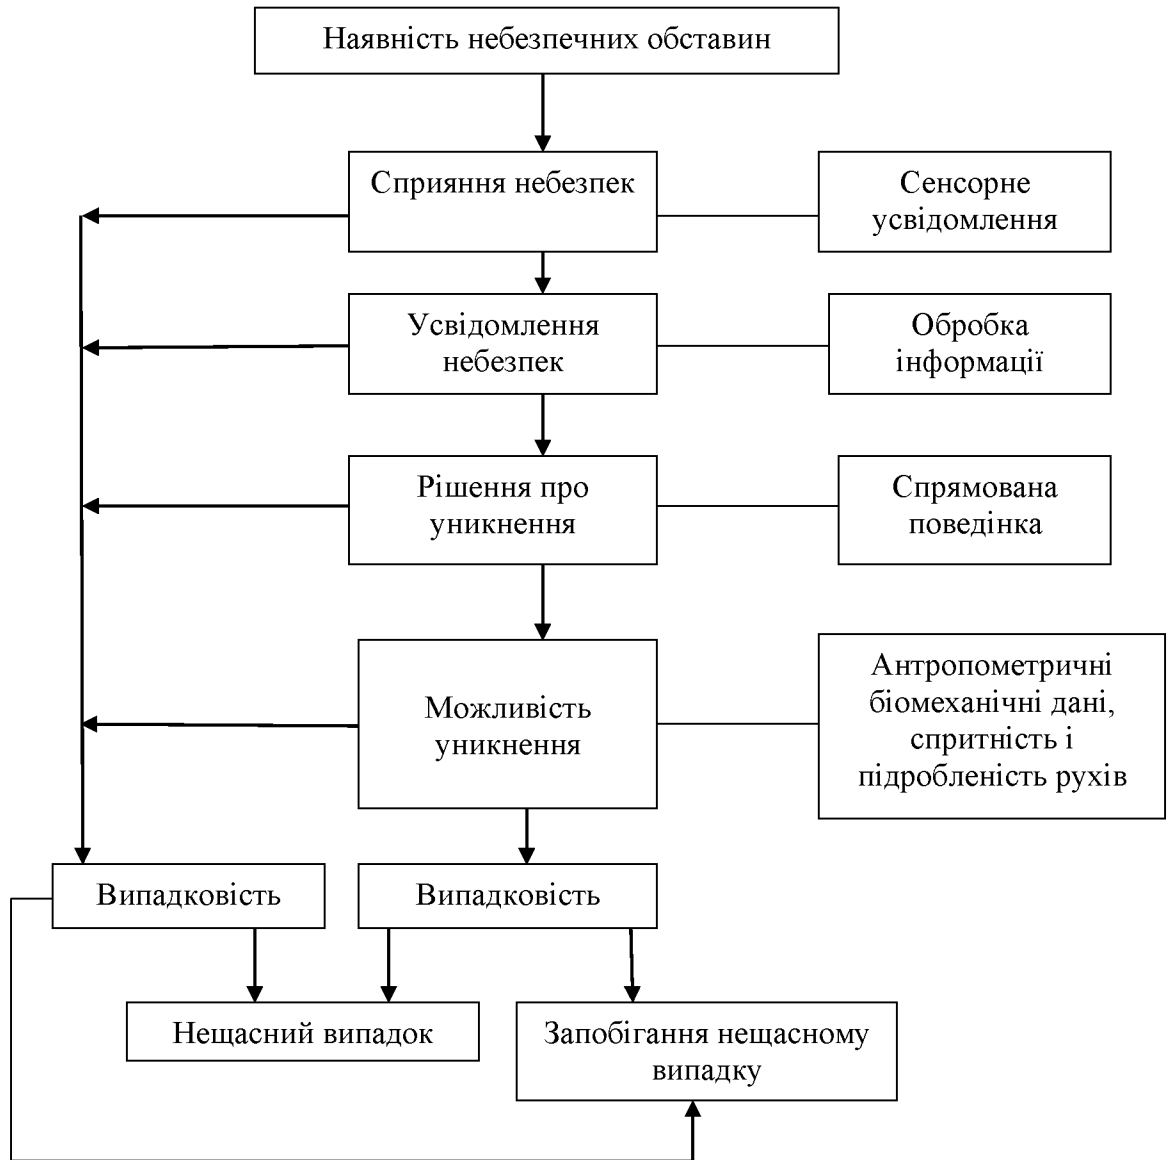 Наявність небезпечних обставин
Сприяння небезпек
Сенсорне
усвідомлення
Усвідомлення
небезпек
Обробка
інформації
Рішення про
уникнення
Спрямована
поведінка
Можливість
уникнення
Антропометричні
біомеханічні дані,
спритність і
підробленість рухів
Випадковість
Випадковість
Нещасний випадок
Запобігання нещасному
випадку